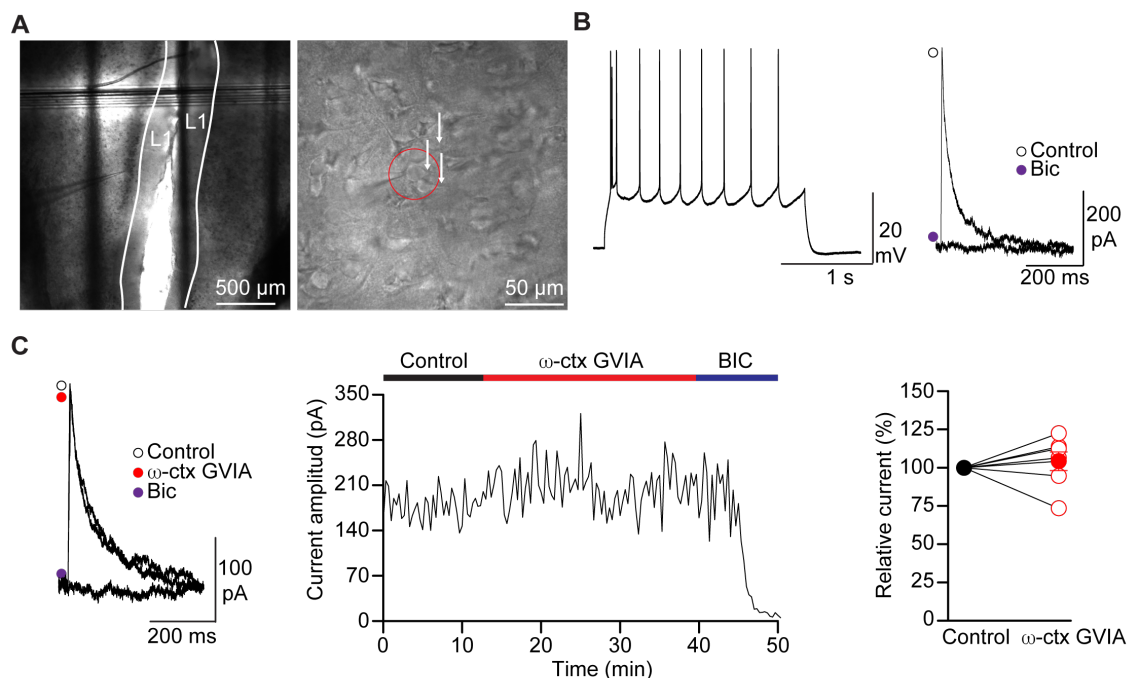 A
L1
L1
500 µm
50 µm
B
20
mV
1 s
Control
Bic
200
pA
200 ms
C
Control
ω-ctx GVIA
Bic
100
pA
200 ms
Control ω-ctx GVIA BIC
350
280
210
140
70
0
Current amplitud (pA)
0 10 20 30 40 50
Time (min)
150
125
100
75
50
25
0
Relative current (%)
Control ω-ctx GVIA